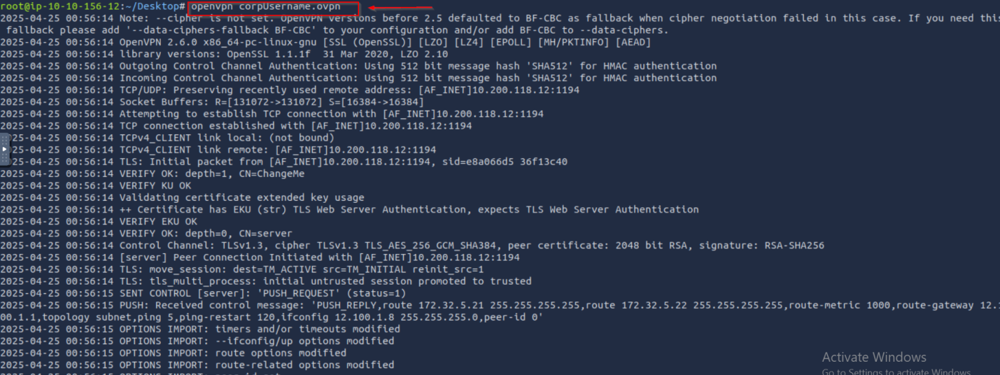 root@ip-10-10-156-12:~/Desktop# openvpn corpUsername.ovpn
2025-04-25 00:56:14 Note: --cipher is not set. OpenVPN versions before 2.5 defaulted to BF-CBC as fallback when cipher negotiation failed in this case. If you need this
fallback please add '--data-ciphers-fallback BF-CBC' to your configuration and/or add BF-CBC to --data-ciphers.
2025-04-25 00:56:14 OpenVPN 2.6.0 x86_64-pc-linux-gnu [SSL (OpenSSL)] [LZO] [LZ4] [EPOLL] [MH/PKTINFO] [AEAD]
2025-04-25 00:56:14 library versions: OpenSSL 1.1.1f  31 Mar 2020, LZO 2.10
2025-04-25 00:56:14 Outgoing Control Channel Authentication: Using 512 bit message hash 'SHA512' for HMAC authentication
2025-04-25 00:56:14 Incoming Control Channel Authentication: Using 512 bit message hash 'SHA512' for HMAC authentication
2025-04-25 00:56:14 TCP/UDP: Preserving recently used remote address: [AF_INET]10.200.118.12:1194
2025-04-25 00:56:14 Socket Buffers: R=[131072->131072] S=[16384->16384]
2025-04-25 00:56:14 Attempting to establish TCP connection with [AF_INET]10.200.118.12:1194
2025-04-25 00:56:14 TCP connection established with [AF_INET]10.200.118.12:1194
25-04-25 00:56:14 TCPv4_CLIENT link local: (not bound)
25-04-25 00:56:14 TCPv4_CLIENT link remote: [AF_INET]10.200.118.12:1194
25-04-25 00:56:14 TLS: Initial packet from [AF_INET]10.200.118.12:1194, sid=e8a066d5 36f13c40
2025-04-25 00:56:14 VERIFY OK: depth=1, CN=ChangeMe
2025-04-25 00:56:14 VERIFY KU OK
2025-04-25 00:56:14 Validating certificate extended key usage
2025-04-25 00:56:14 ++ Certificate has EKU (str) TLS Web Server Authentication, expects TLS Web Server Authentication
2025-04-25 00:56:14 VERIFY EKU OK
2025-04-25 00:56:14 VERIFY OK: depth=0, CN=server
2025-04-25 00:56:14 Control Channel: TLSv1.3, cipher TLSv1.3 TLS_AES_256_GCM_SHA384, peer certificate: 2048 bit RSA, signature: RSA-SHA256
2025-04-25 00:56:14 [server] Peer Connection Initiated with [AF_INET]10.200.118.12:1194
2025-04-25 00:56:14 TLS: move_session: dest=TM_ACTIVE src=TM_INITIAL reinit_src=1
2025-04-25 00:56:14 TLS: tls_multi_process: initial untrusted session promoted to trusted
2025-04-25 00:56:15 SENT CONTROL [server]: 'PUSH_REQUEST' (status=1)
2025-04-25 00:56:15 PUSH: Received control message: 'PUSH_REPLY,route 172.32.5.21 255.255.255.255,route 172.32.5.22 255.255.255.255,route-metric 1000,route-gateway 12.1
00.1.1,topology subnet,ping 5,ping-restart 120,ifconfig 12.100.1.8 255.255.255.0,peer-id 0'
2025-04-25 00:56:15 OPTIONS IMPORT: timers and/or timeouts modified
2025-04-25 00:56:15 OPTIONS IMPORT: --ifconfig/up options modified
2025-04-25 00:56:15 OPTIONS IMPORT: route options modified
2025-04-25 00:56:15 OPTIONS IMPORT: route-related options modified
Activate Windows
Go to Settings to activate Windows.